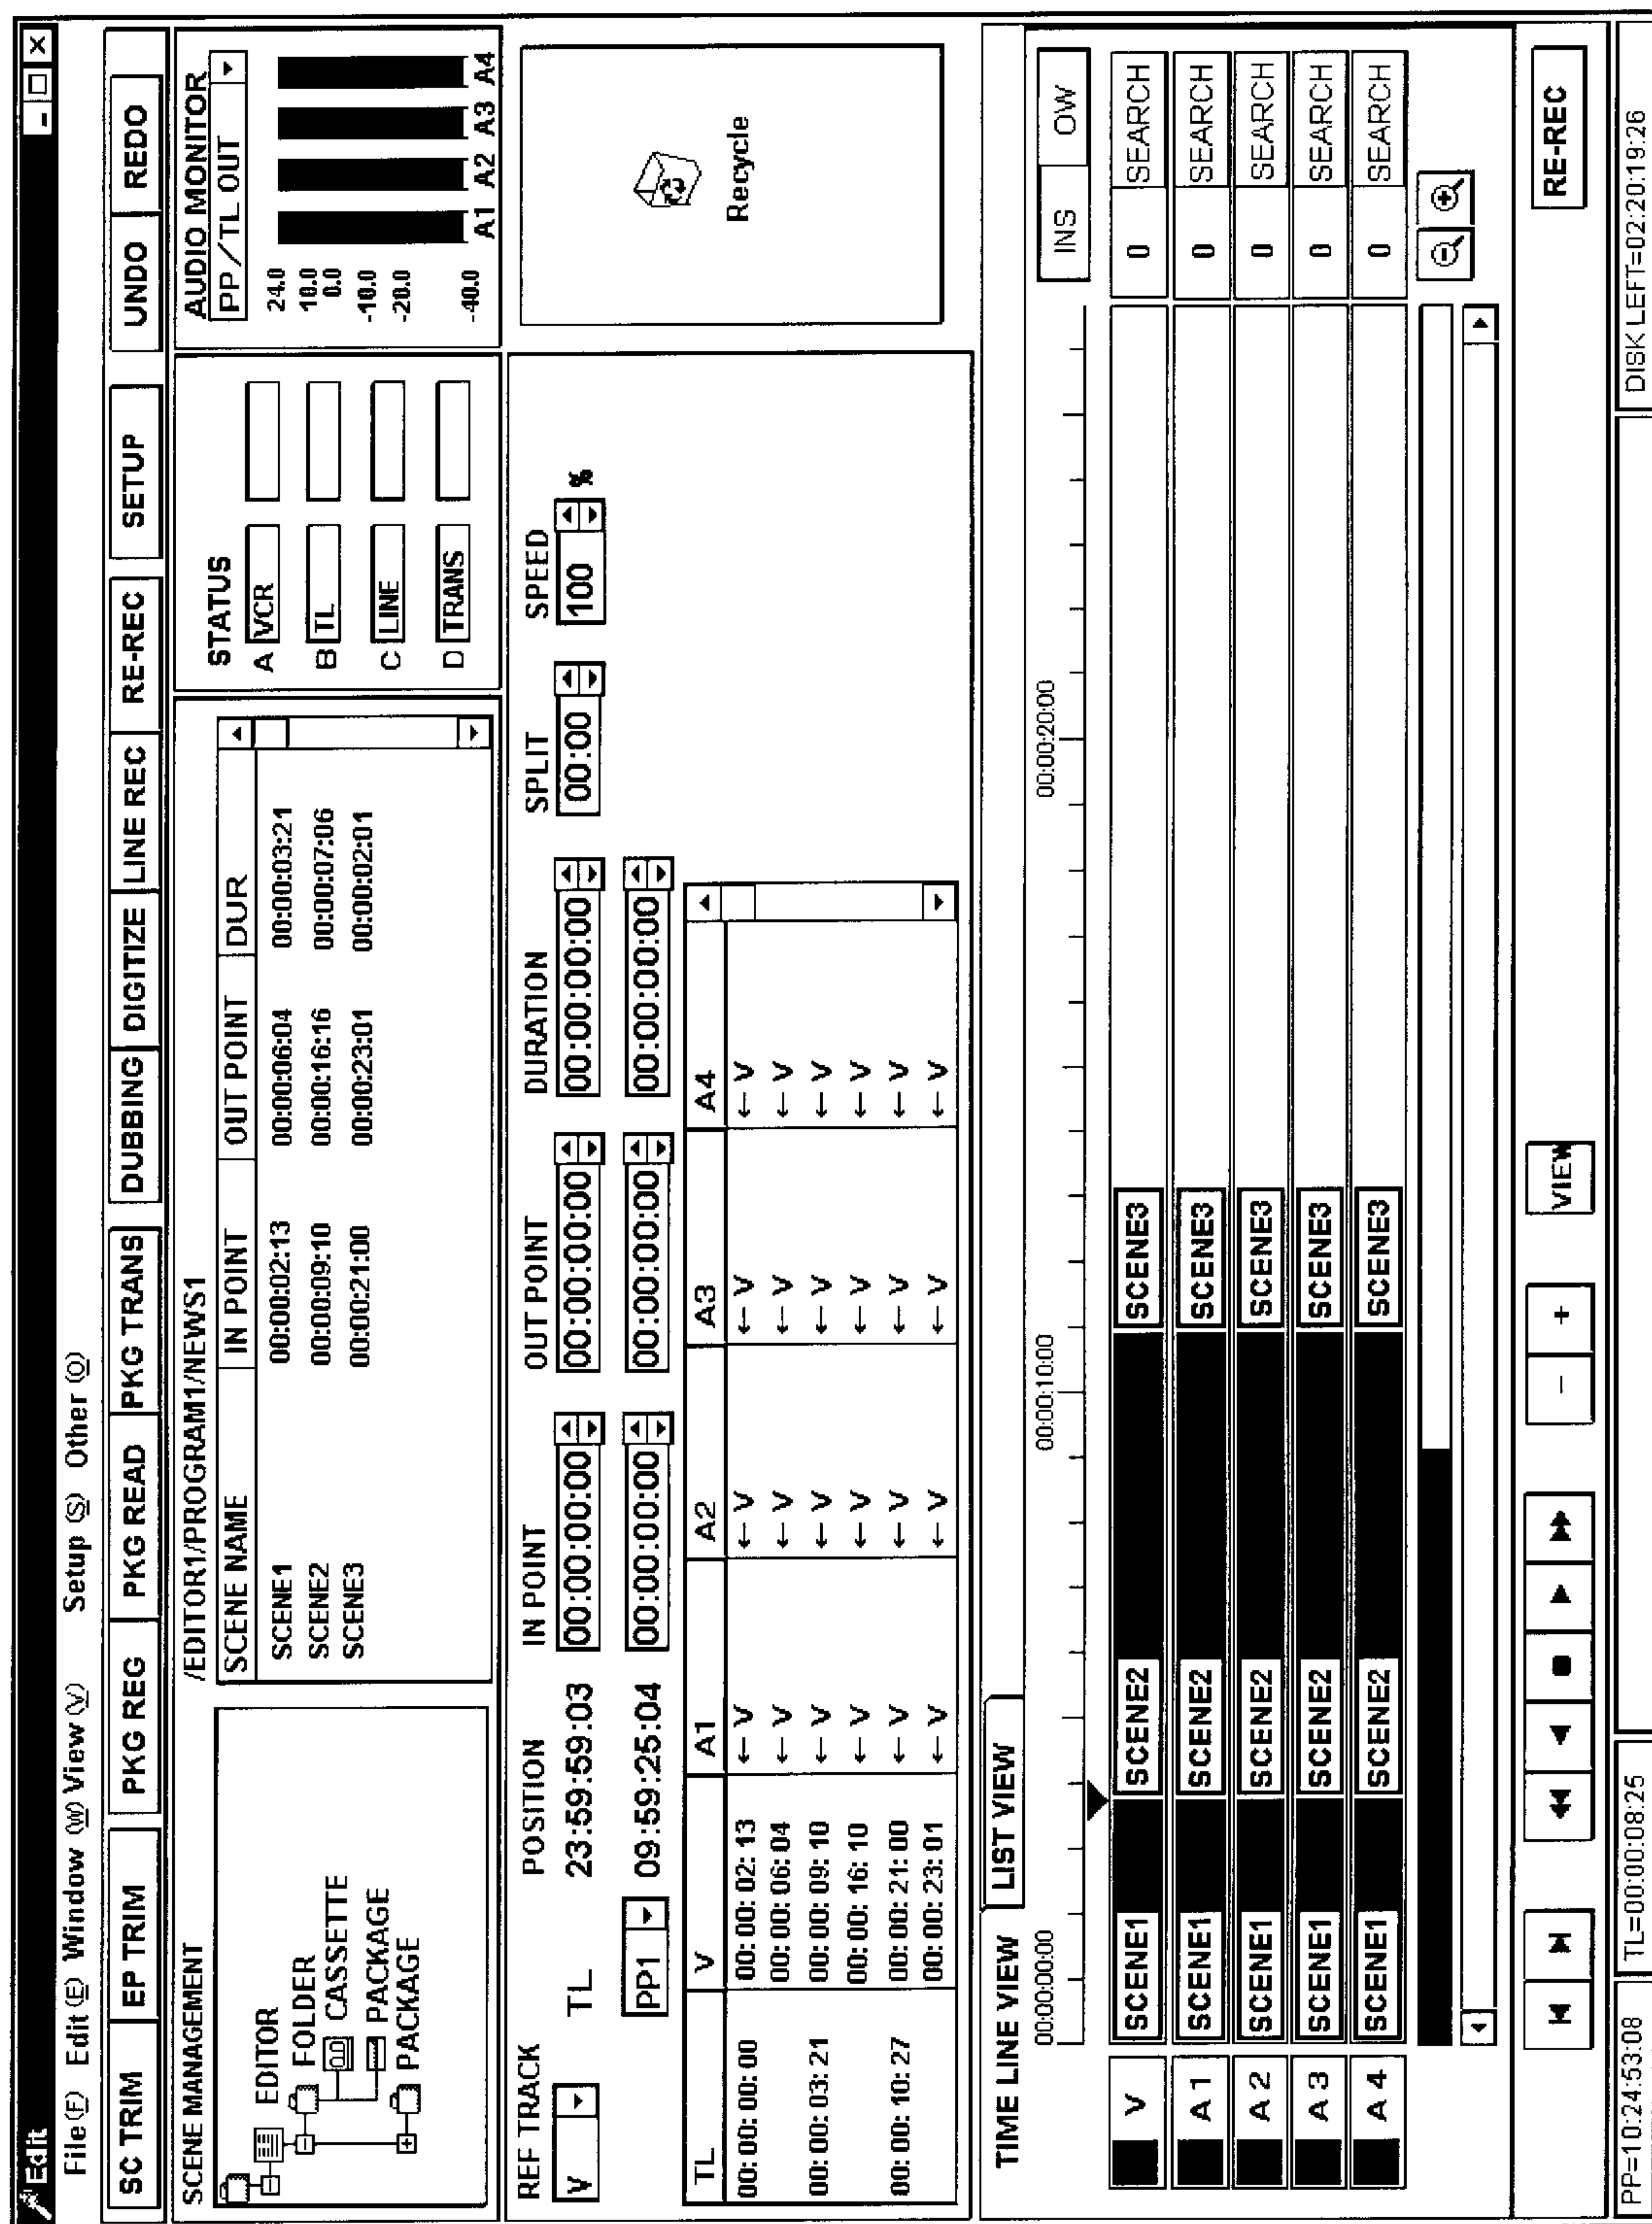 Edit
File(F) Edit(E) Window(W) View(V) Setup(S) Other(O)
SC TRIM EP TRIM PKG REG PKG READ PKG TRANS DUBBING DIGITIZE LINE REC RE-REC SETUP UNDO REDO
SCENE MANAGEMENT
EDITOR
FOLDER
CASSETTE
PACKAGE
PACKAGE
/EDITOR1/PROGRAM1/NEWS1
SCENE NAME IN POINT OUT POINT DUR
SCENE1 00:00:02:13 00:00:06:04 00:00:03:21
SCENE2 00:00:09:10 00:00:16:16 00:00:07:06
SCENE3 00:00:21:00 00:00:23:01 00:00:02:01
STATUS
A VCR
B TL
C LINE
D TRANS
AUDIO MONITOR
PP/TL OUT
24.0
10.0
0.0
-10.0
-20.0
-40.0
A1 A2 A3 A4
REF TRACK POSITION IN POINT OUT POINT DURATION SPLIT SPEED
V TL 23:59:59:03 00:00:00:00 00:00:00:00 00:00:00:00 00:00 100 %
PP1 09:59:25:04 00:00:00:00 00:00:00:00 00:00:00:00
TL V A1 A2 A3 A4
00:00:00:00 00:00:02:13 ←V ←V ←V ←V
00:00:06:04 ←V ←V ←V ←V
00:00:03:21 00:00:09:10 ←V ←V ←V ←V
00:00:16:10 ←V ←V ←V ←V
00:00:10:27 00:00:21:00 ←V ←V ←V ←V
00:00:23:01 ←V ←V ←V ←V
Recycle
TIME LINE VIEW LIST VIEW
00:00:00:00 00:00:10:00 00:00:20:00 INS OW
V SCENE1 SCENE2 SCENE3 0 SEARCH
A1 SCENE1 SCENE2 SCENE3 0 SEARCH
A2 SCENE1 SCENE2 SCENE3 0 SEARCH
A3 SCENE1 SCENE2 SCENE3 0 SEARCH
A4 SCENE1 SCENE2 SCENE3 0 SEARCH
− + VIEW RE-REC
PP=10:24:53:08 TL=00:00:08:25 DISK LEFT=02:20:19:26